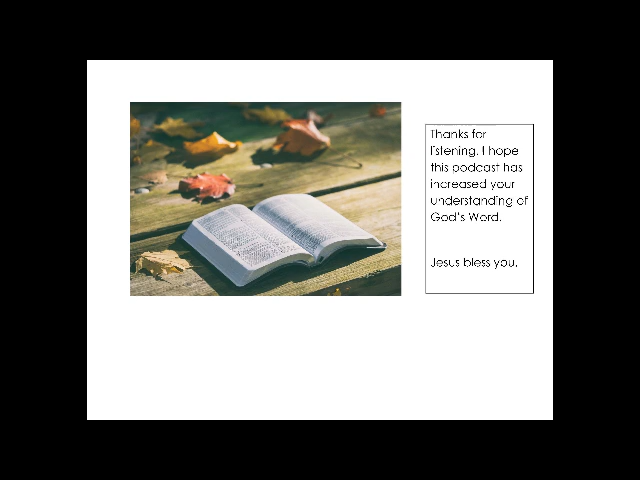 Thanks for
listening. I hope
this podcast has
increased your
understanding of
God's Word.
Jesus bless you.